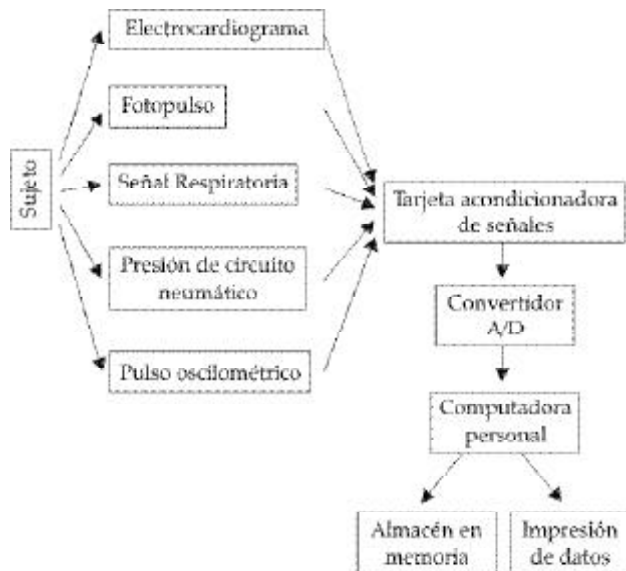 Sujeto
Electrocardiograma
Fotopulso
Señal Respiratoria
Presión de circuito
neumático
Pulso oscilométrico
Tarjeta acondicionadora
de señales
Convertidor
A/D
Computadora
personal
Almacén en
memoria
Impresión
de datos